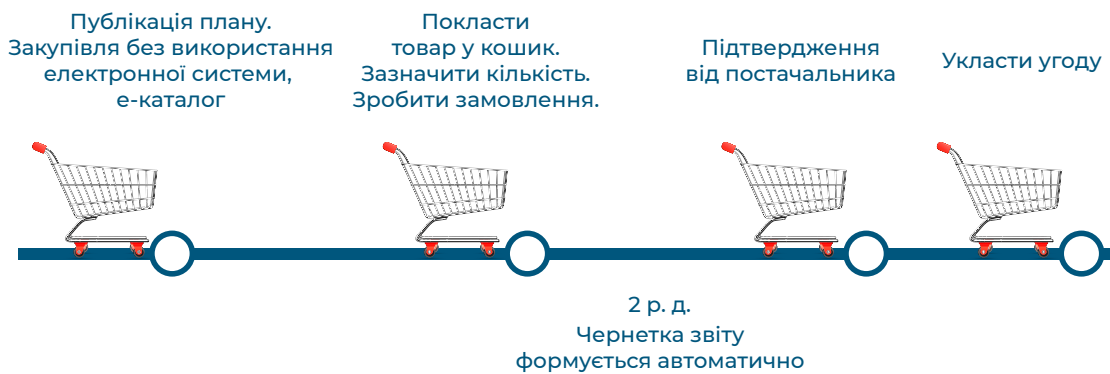 Публікація плану.
Закупівля без використання
електронної системи,
е-каталог
Покласти
товар у кошик.
Зазначити кількість.
Зробити замовлення.
Підтвердження
від постачальника
Укласти угоду
2 р. д.
Чернетка звіту
формується автоматично